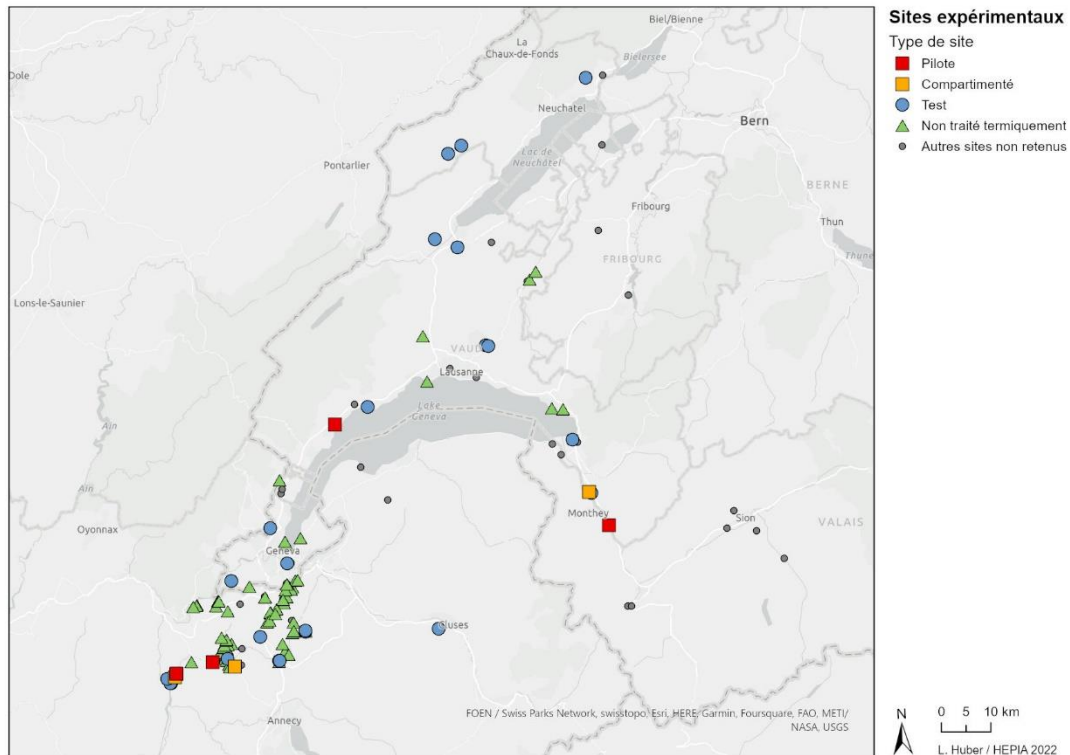 Sites expérimentaux
Type de site
Pilote
Compartimenté
Test
Non traité termiquement
Autres sites non retenus
Biel/Bienne
La
Chaux-de-Fonds
Bielersee
Dole
Neuchatel
Bern
Lac de
Neuchâtel
Pontarlier
BERNE
Fribourg
Thun
FRIBOURG
Thune
Lons-le-Saunier
VAUD
Lausanne
Lake
Geneva
Ain
Ain
Oyonnax
Monthey
Sion
VALAIS
Geneva
Cluses
Annecy
FOEN / Swiss Parks Network, swisstopo, Esri, HERE, Garmin, Foursquare, FAO, METI/
NASA, USGS
N
0 5 10 km
L. Huber / HEPIA 2022